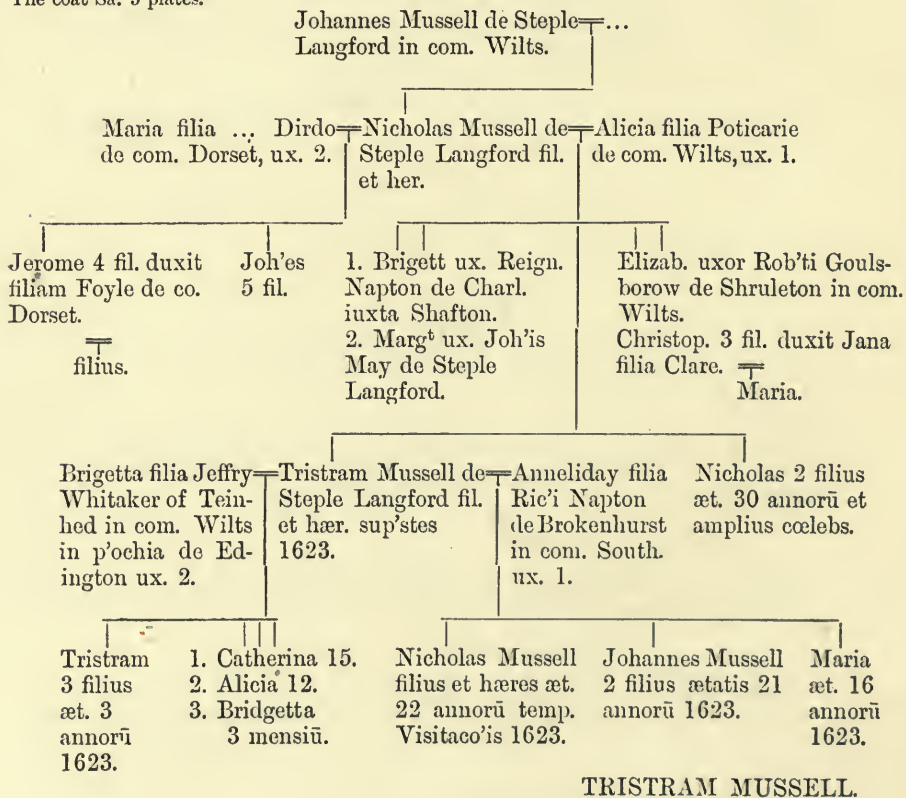 The coat Sa. 5 plates.
Johannes Mussell de Steple=...
Langford in com. Wilts.
Maria filia ... Dirdo=Nicholas Mussell de=Alicia filia Poticarie
de com. Dorset, ux. 2.
Steple Langford fil.
et her.
de com. Wilts, ux. 1.
Jerome 4 fil. duxit
filiam Foyle de co.
Dorset.
filius.
Joh'es
5 fil.
1. Brigett ux. Reign.
Napton de Charl.
iuxta Shafton.
2. Margᵗ ux. Joh'is
May de Steple
Langford.
Elizab. uxor Rob'ti Gouls-
borow de Shruleton in com.
Wilts.
Christop. 3 fil. duxit Jana
filia Clare.
Maria.
Brigetta filia Jeffry
Whitaker of Tein-
hed in com. Wilts
in p'ochia de Ed-
ington ux. 2.
Tristram Mussell de
Steple Langford fil.
et hær. sup'stes
1623.
Anneliday filia
Ric'i Napton
de Brokenhurst
in com. South.
ux. 1.
Nicholas 2 filius
æt. 30 annorū et
amplius cœlebs.
Tristram
3 filius
æt. 3
annorū
1623.
1. Catherina 15.
2. Alicia 12.
3. Bridgetta
3 mensiū.
Nicholas Mussell
filius et hæres æt.
22 annorū temp.
Visitaco'is 1623.
Johannes Mussell
2 filius ætatis 21
annorū 1623.
Maria
æt. 16
annorū
1623.
TRISTRAM MUSSELL.